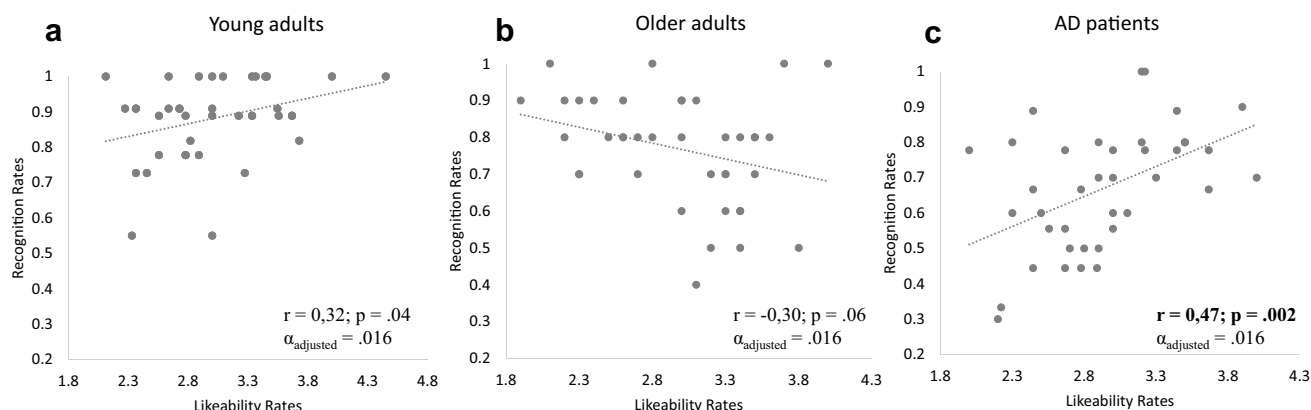 a
Young adults
Recognition Rates
1
0.9
0.8
0.7
0.6
0.5
0.4
0.3
0.2
1.8 2.3 2.8 3.3 3.8 4.3 4.8
Likeability Rates
r = 0,32; p = .04
αadjusted = .016
b
Older adults
Recognition Rates
1
0.9
0.8
0.7
0.6
0.5
0.4
0.3
0.2
1.8 2.3 2.8 3.3 3.8 4.3
Likeability Rates
r = -0,30; p = .06
αadjusted = .016
c
AD patients
Recognition Rates
1
0.9
0.8
0.7
0.6
0.5
0.4
0.3
0.2
1.8 2.3 2.8 3.3 3.8 4.3
Likeability Rates
r = 0,47; p = .002
αadjusted = .016